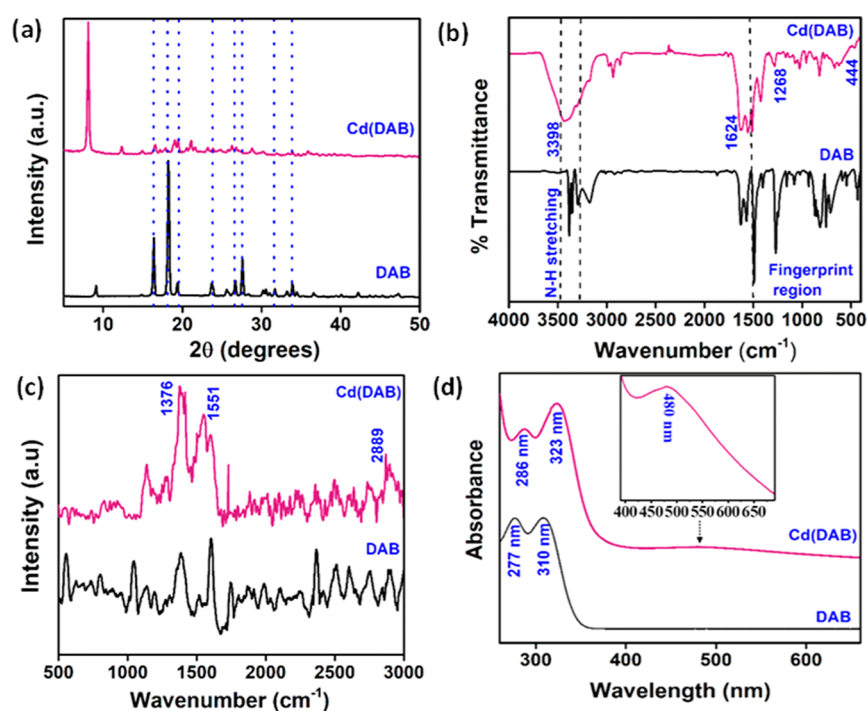 (a)
Cd(DAB)
DAB
Intensity (a.u.)
10 20 30 40 50
2θ (degrees)
(b)
Cd(DAB)
3398
1624
1268
444
DAB
N-H stretching
Fingerprint
region
% Transmittance
4000 3500 3000 2500 2000 1500 1000 500
Wavenumber (cm⁻¹)
(c)
1376
1551
Cd(DAB)
2889
DAB
Intensity (a.u)
500 1000 1500 2000 2500 3000
Wavenumber (cm⁻¹)
(d)
286 nm
323 nm
480 nm
400 450 500 550 600 650
277 nm
310 nm
Cd(DAB)
DAB
Absorbance
300 400 500 600
Wavelength (nm)